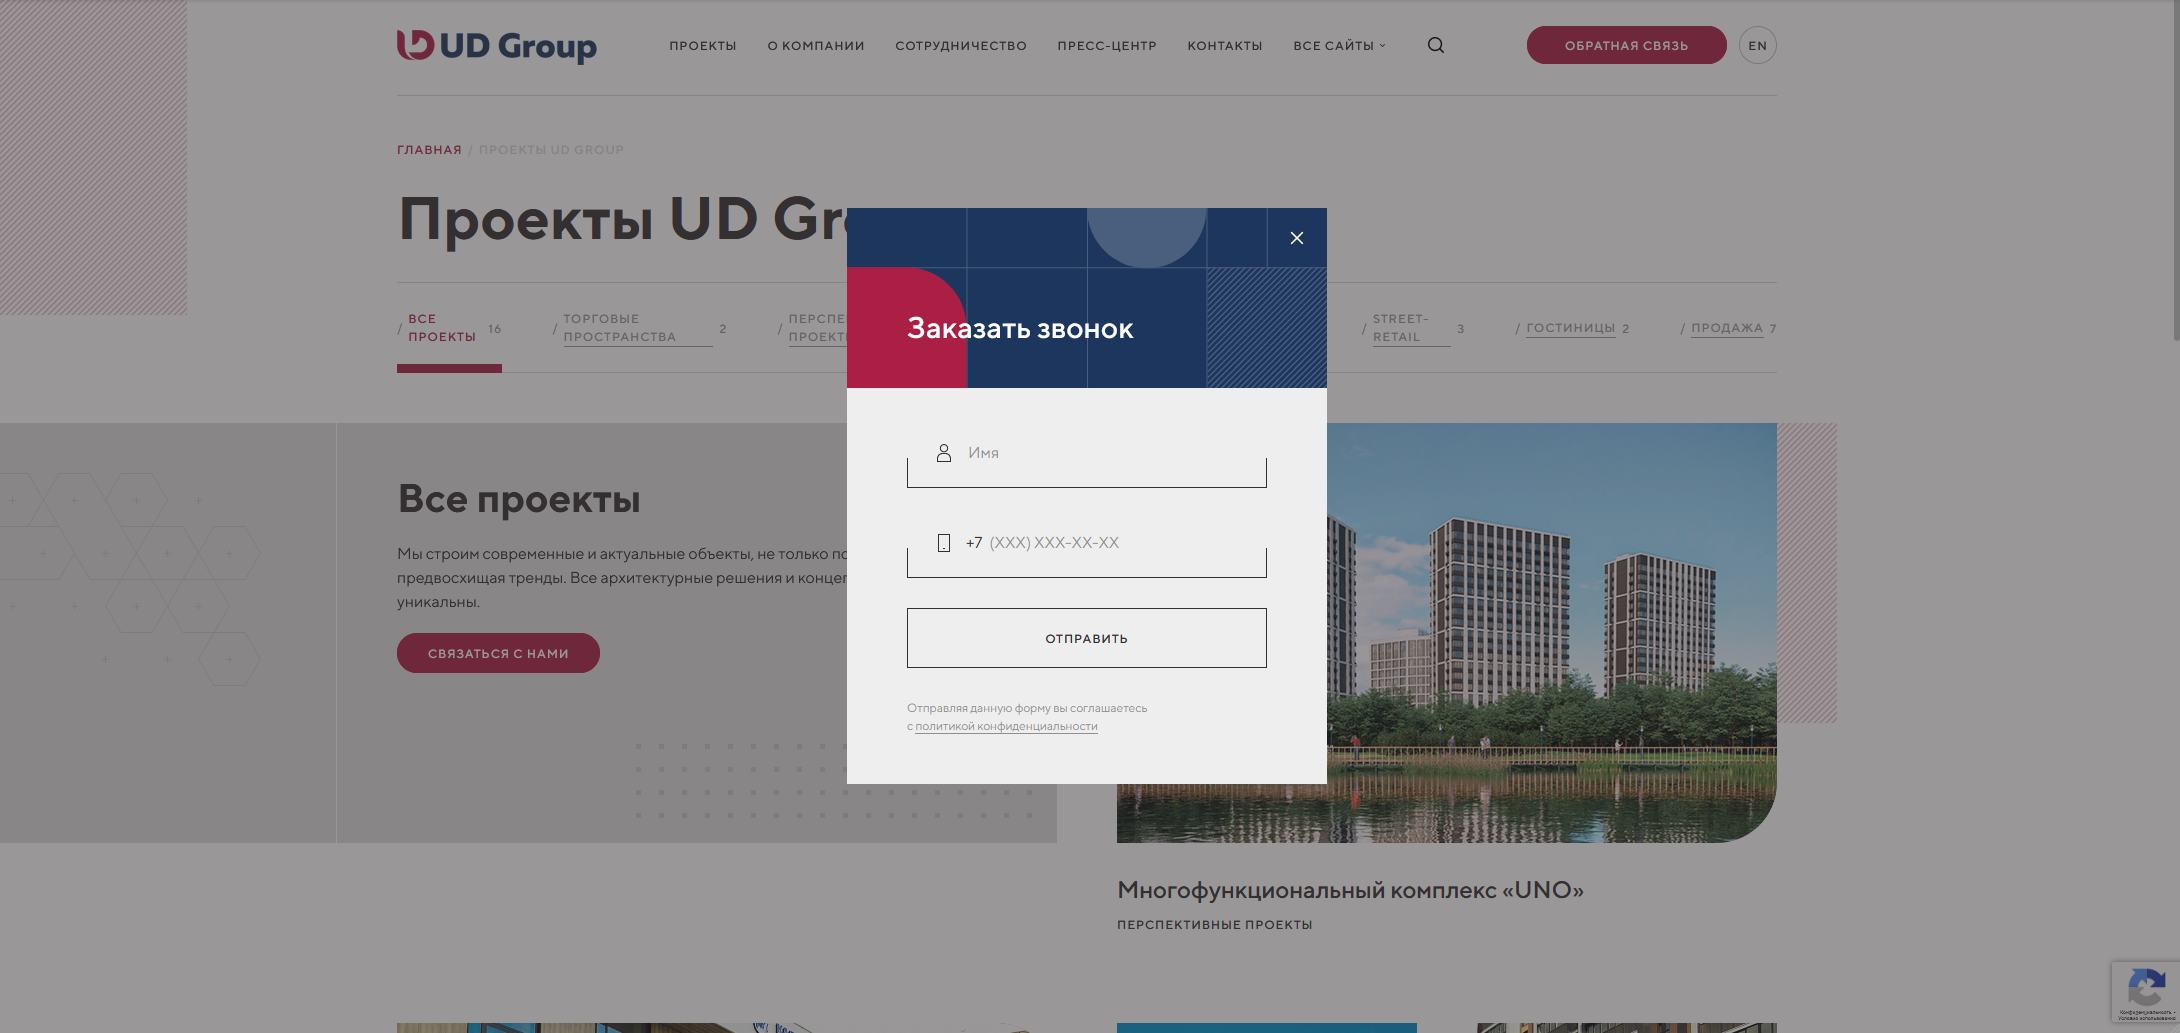 UD Group
ПРОЕКТЫ
О КОМПАНИИ
СОТРУДНИЧЕСТВО
ПРЕСС-ЦЕНТР
КОНТАКТЫ
ВСЕ САЙТЫ
ОБРАТНАЯ СВЯЗЬ
EN
ГЛАВНАЯ / ПРОЕКТЫ UD GROUP
Проекты UD Gr
/ ВСЕ
ПРОЕКТЫ 16
/ ТОРГОВЫЕ
ПРОСТРАНСТВА 2
/ ПЕРСПЕ
ПРОЕКТ
/ STREET-
RETAIL 3
/ ГОСТИНИЦЫ 2
/ ПРОДАЖА 7
Заказать звонок
Имя
+7 (XXX) XXX-XX-XX
ОТПРАВИТЬ
Отправляя данную форму вы соглашаетесь
с политикой конфиденциальности
Все проекты
Мы строим современные и актуальные объекты, не только по
предвосхищая тренды. Все архитектурные решения и концеп
уникальны.
СВЯЗАТЬСЯ С НАМИ
Многофункциональный комплекс «UNO»
ПЕРСПЕКТИВНЫЕ ПРОЕКТЫ
Конфиденциальность -
Условия использования